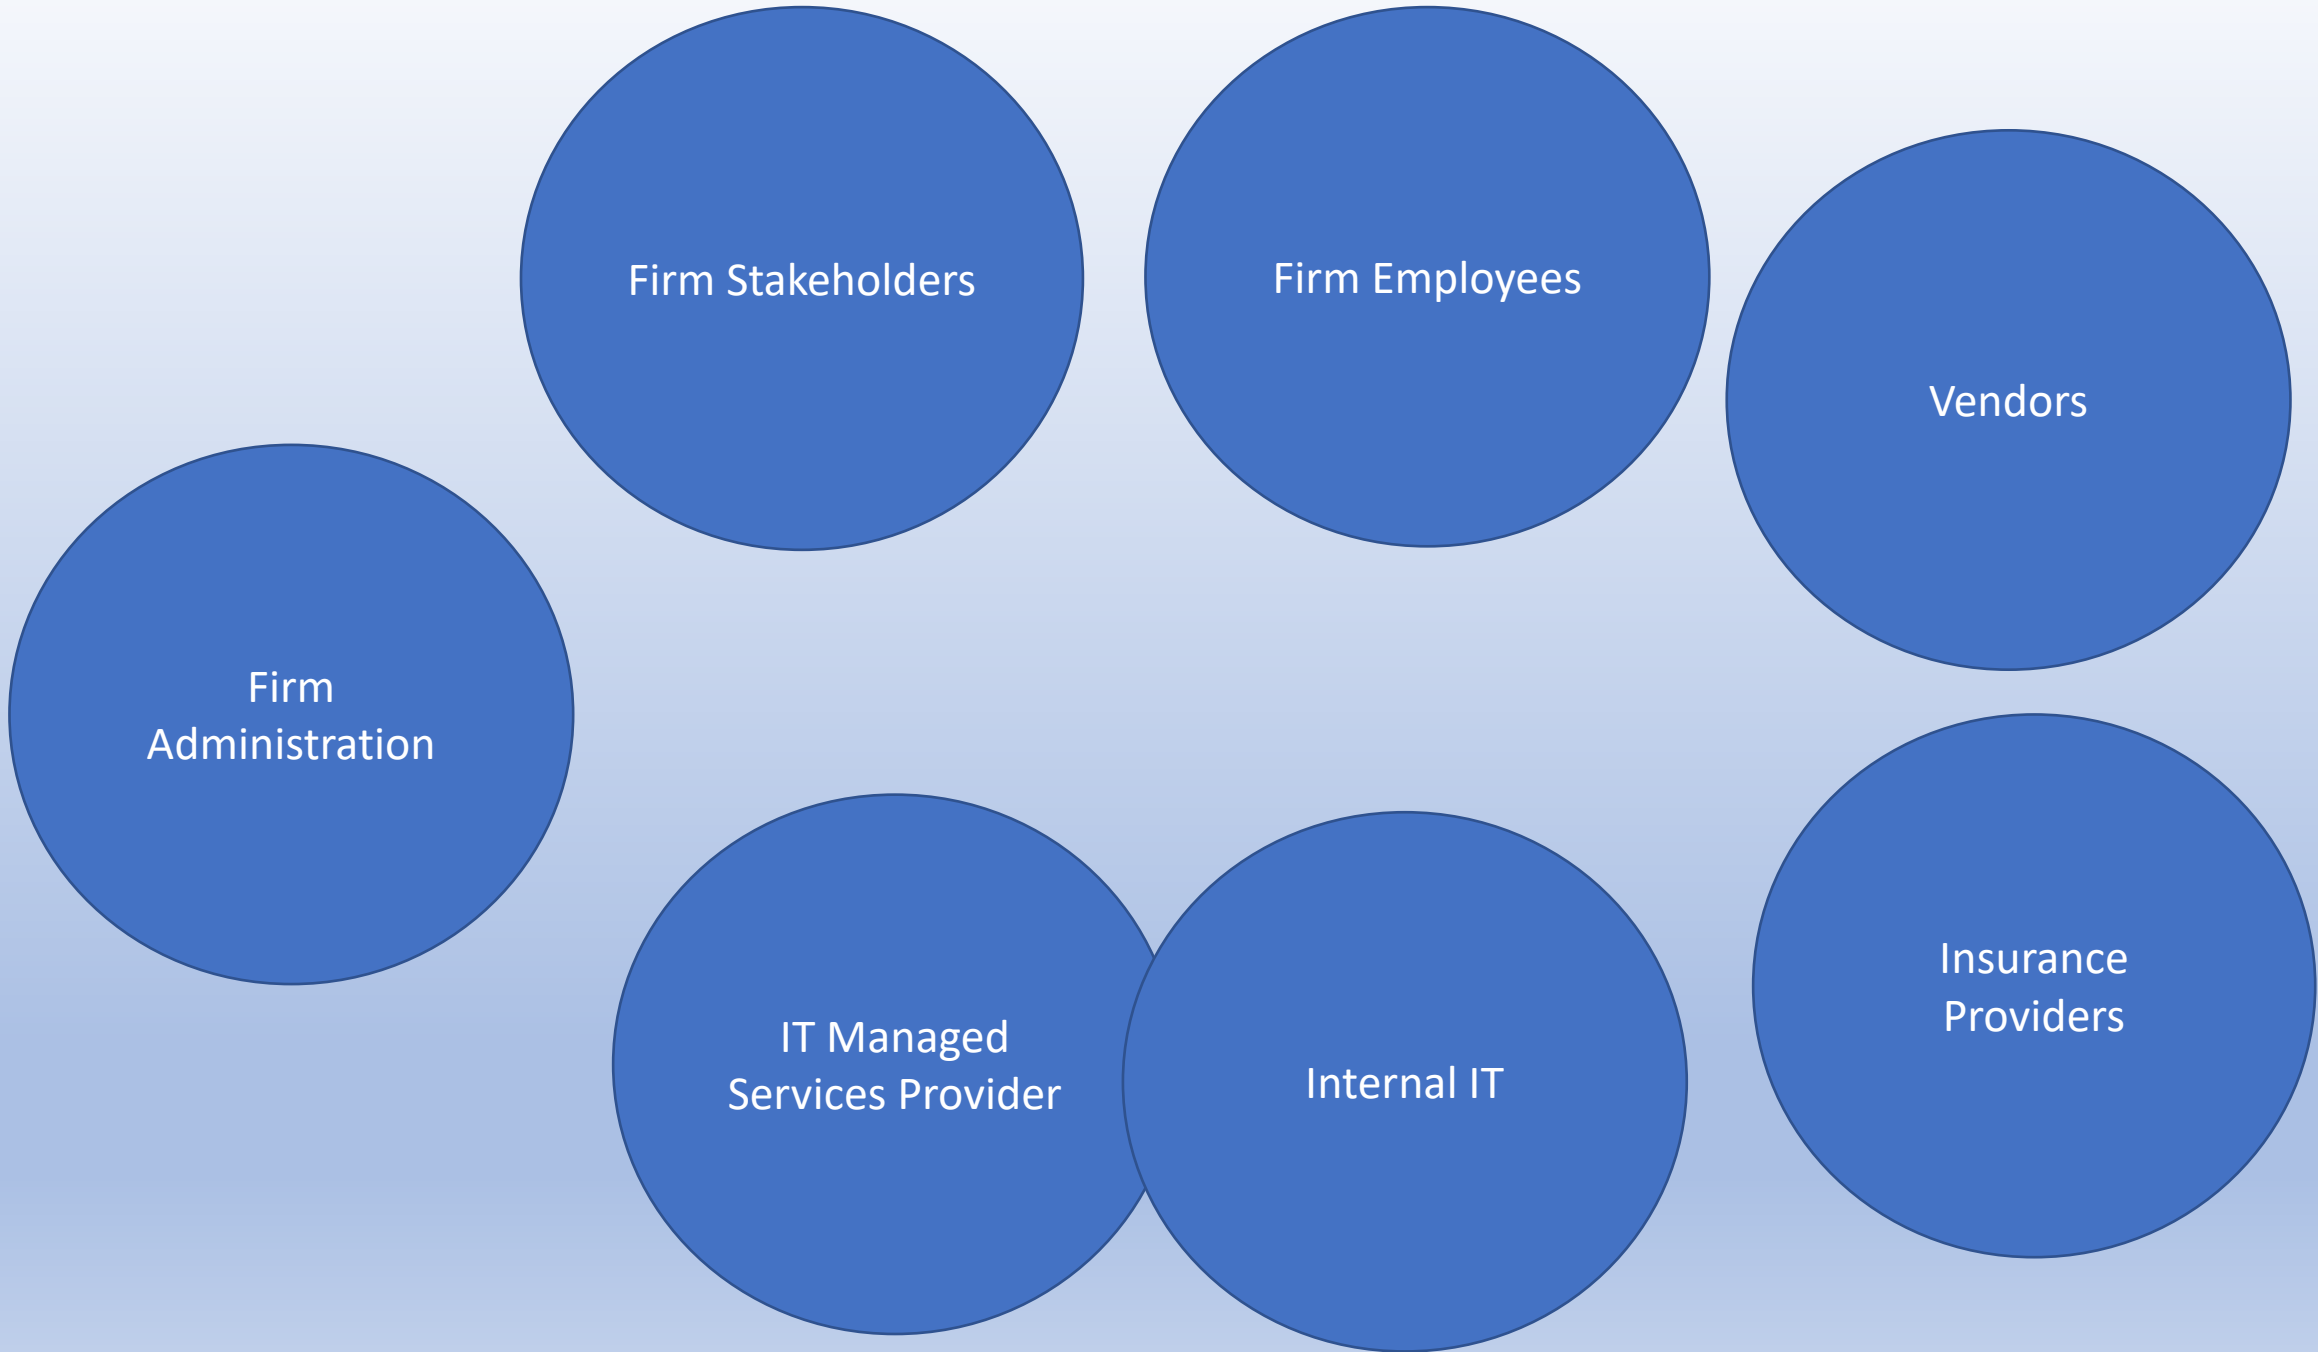 Firm Stakeholders
Firm Employees
Vendors
Firm
Administration
IT Managed
Services Provider
Internal IT
Insurance
Providers